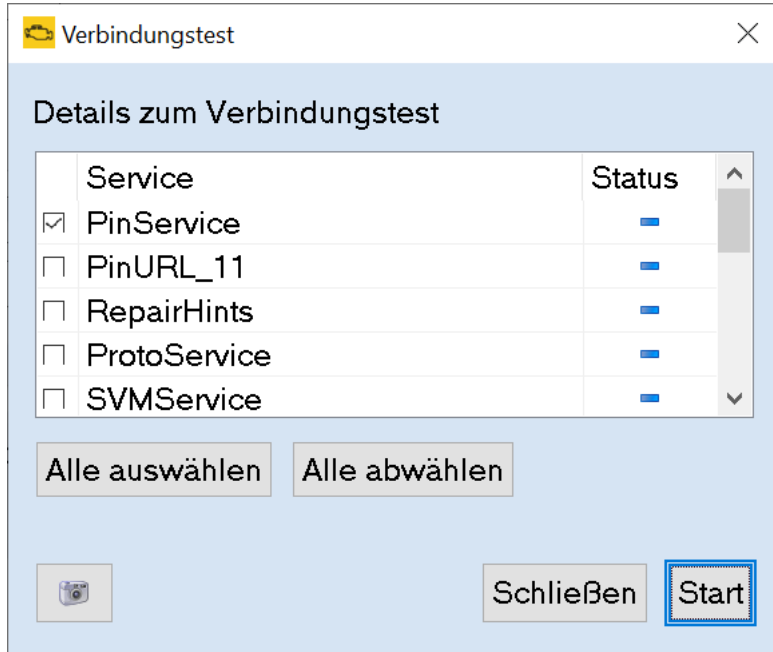 Verbindungstest
Details zum Verbindungstest
Service Status
PinService
PinURL_11
RepairHints
ProtoService
SVMService
Alle auswählen Alle abwählen
Schließen Start